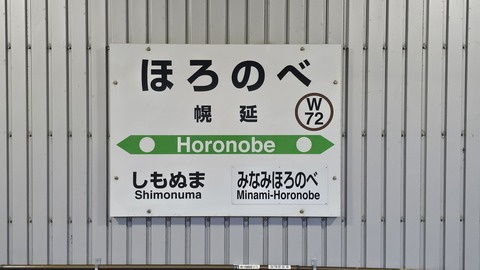 ほろのべ
幌延
W
72
Horonobe
しもぬま
Shimonuma
みなみほろのべ
Minami-Horonobe